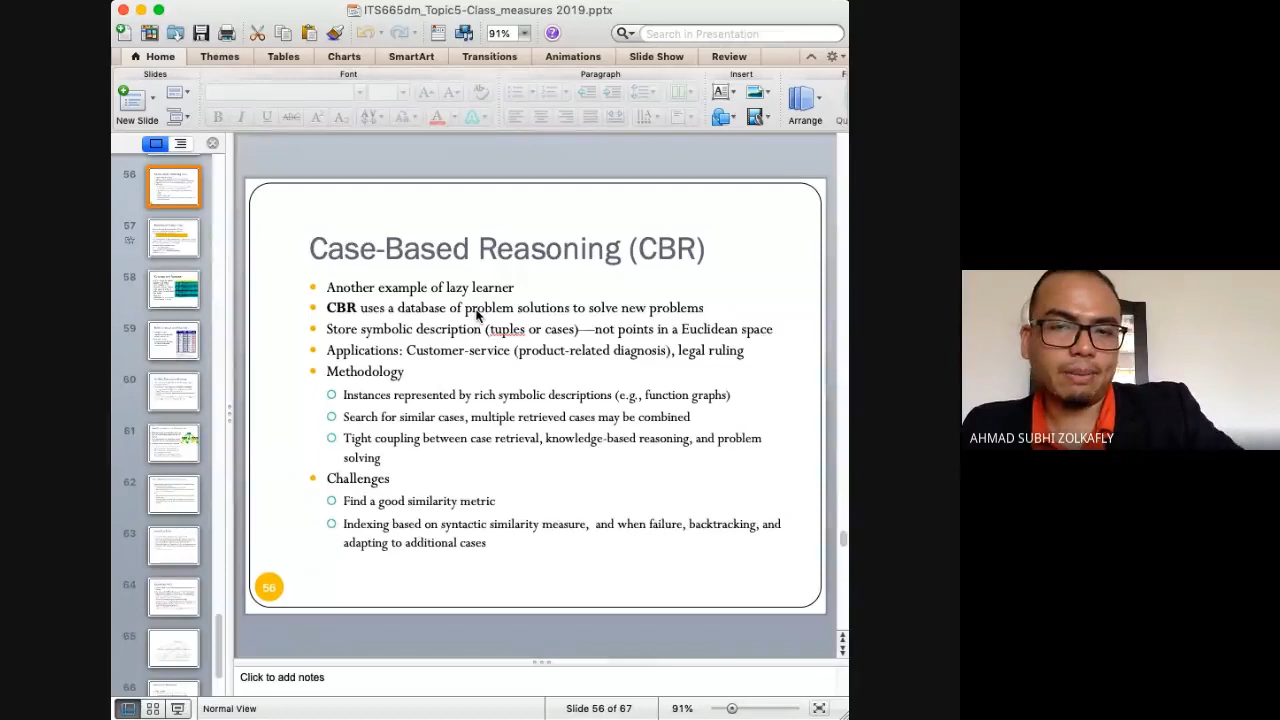 ITS665dm_Topic5-Class_measures 2019.pptx
91%
Search in Presentation
Home Themes Tables Charts SmartArt Transitions Animations Slide Show Review
Slides Font Paragraph Insert F
New Slide
B I U ABC A A
Arrange Qu
56
57
58
59
60
61
62
63
64
65
66
Case-Based Reasoning (CBR)
Another example of lazy learner
CBR uses a database of problem solutions to solve new problems
Store symbolic description (tuples or cases)—not points in a Euclidean space
Applications: Customer-service (product-related diagnosis), legal ruling
Methodology
Instances represented by rich symbolic descriptions (e.g., function graphs)
Search for similar cases, multiple retrieved cases may be combined
Tight coupling between case retrieval, knowledge-based reasoning, and problem
solving
Challenges
Find a good similarity metric
Indexing based on syntactic similarity measure, and when failure, backtracking, and
adapting to additional cases
56
Click to add notes
Normal View Slide 56 of 67 91%
AHMAD SUBHI ZOLKAFLY